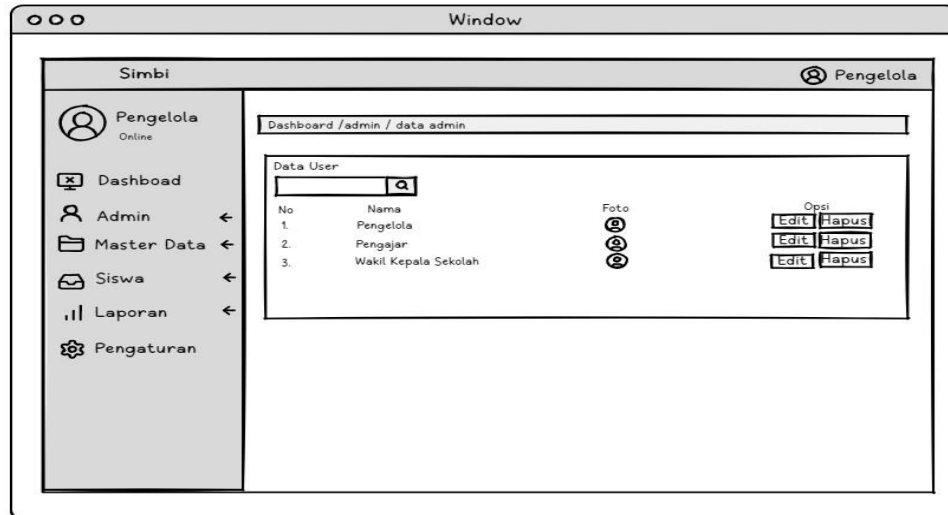 Window
Simbi
Pengelola
Pengelola
Online
Dashboad
Admin
Master Data
Siswa
Laporan
Pengaturan
Dashboard /admin / data admin
Data User
No Nama Foto Opsi
1. Pengelola Edit Hapus
2. Pengajar Edit Hapus
3. Wakil Kepala Sekolah Edit Hapus